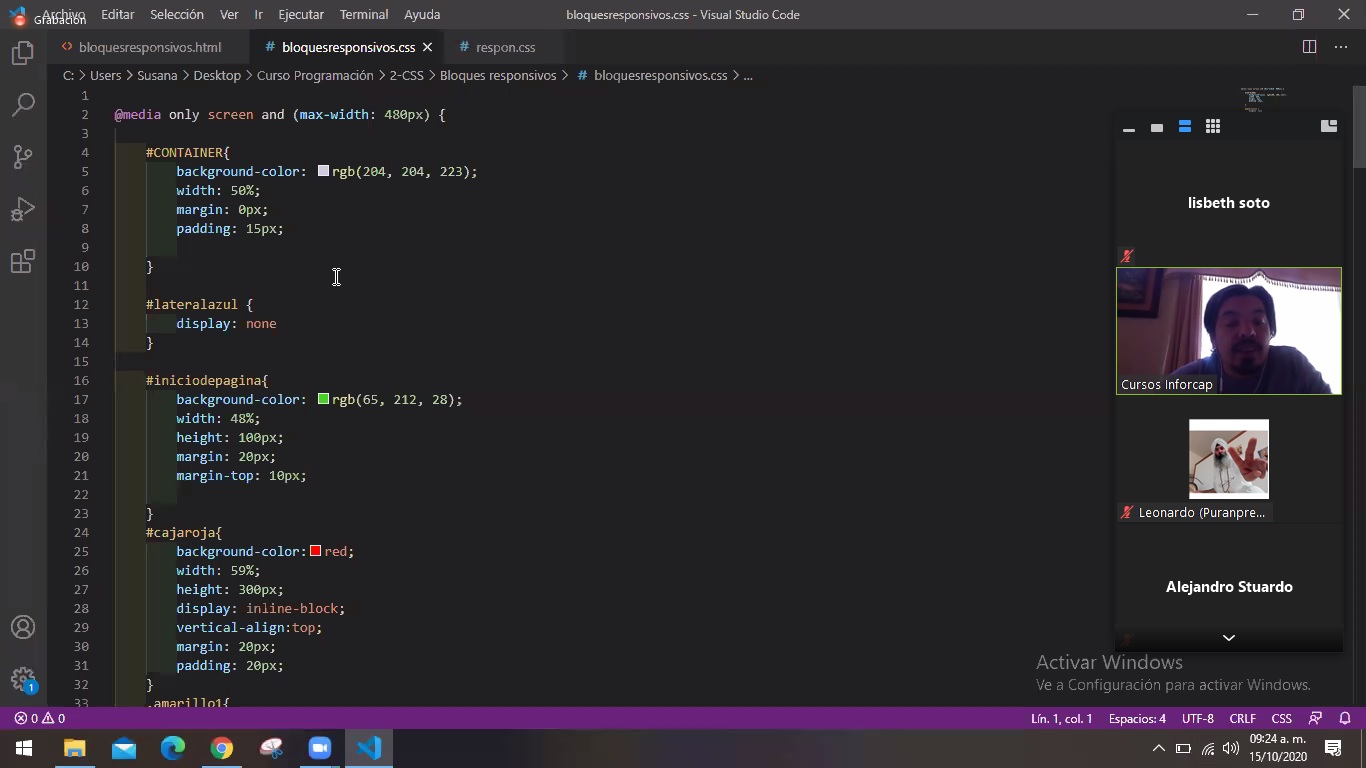 Grabación
Archivo Editar Selección Ver Ir Ejecutar Terminal Ayuda
bloquesresponsivos.css - Visual Studio Code
bloquesresponsivos.html
# bloquesresponsivos.css
# respon.css
C: > Users > Susana > Desktop > Curso Programación > 2-CSS > Bloques responsivos > # bloquesresponsivos.css > ...
1
2 @media only screen and (max-width: 480px) {
3
4 #CONTAINER{
5 background-color: rgb(204, 204, 223);
6 width: 50%;
7 margin: 0px;
8 padding: 15px;
9
10 }
11
12 #lateralazul {
13 display: none
14 }
15
16 #iniciodepagina{
17 background-color: rgb(65, 212, 28);
18 width: 48%;
19 height: 100px;
20 margin: 20px;
21 margin-top: 10px;
22
23 }
24 #cajaroja{
25 background-color: red;
26 width: 59%;
27 height: 300px;
28 display: inline-block;
29 vertical-align:top;
30 margin: 20px;
31 padding: 20px;
32 }
33 .amarillo1{
lisbeth soto
Cursos Inforcap
Leonardo (Puranpre...
Alejandro Stuardo
Activar Windows
Ve a Configuración para activar Windows.
1
0 0
Lín. 1, col. 1 Espacios: 4 UTF-8 CRLF CSS
09:24 a. m.
15/10/2020